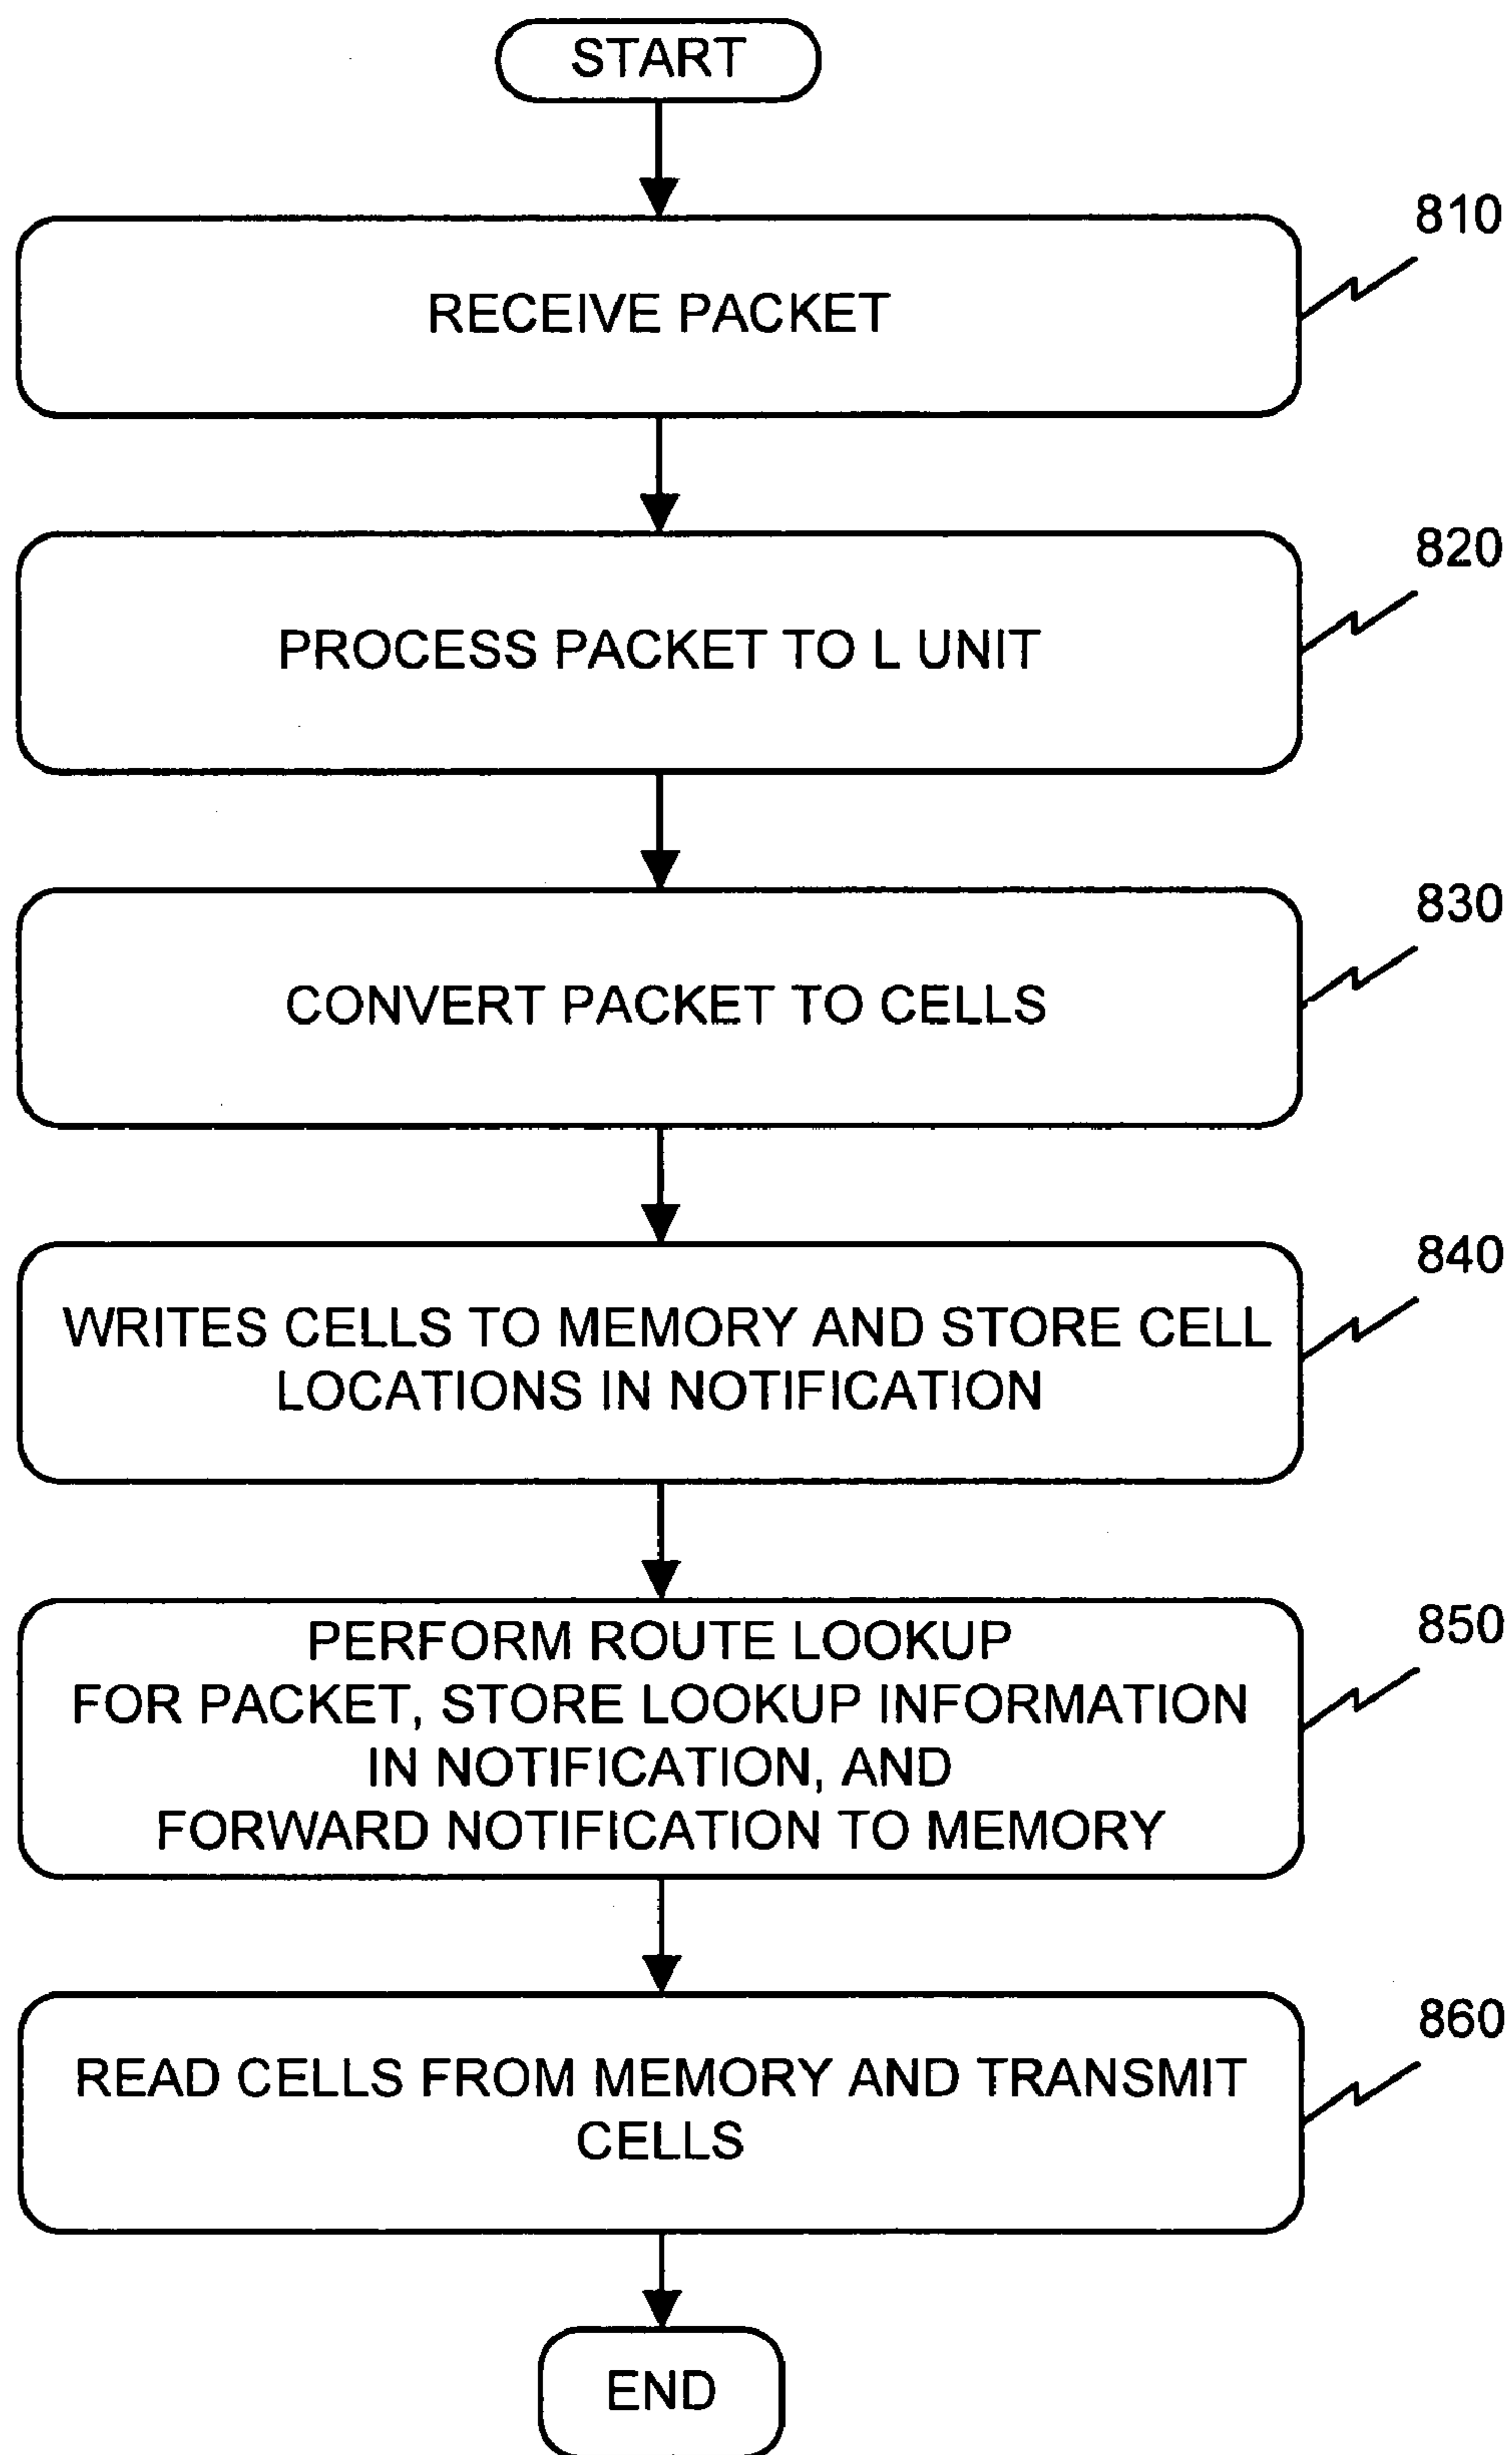 START
810
RECEIVE PACKET
820
PROCESS PACKET TO L UNIT
830
CONVERT PACKET TO CELLS
840
WRITES CELLS TO MEMORY AND STORE CELL
LOCATIONS IN NOTIFICATION
850
PERFORM ROUTE LOOKUP
FOR PACKET, STORE LOOKUP INFORMATION
IN NOTIFICATION, AND
FORWARD NOTIFICATION TO MEMORY
860
READ CELLS FROM MEMORY AND TRANSMIT
CELLS
END